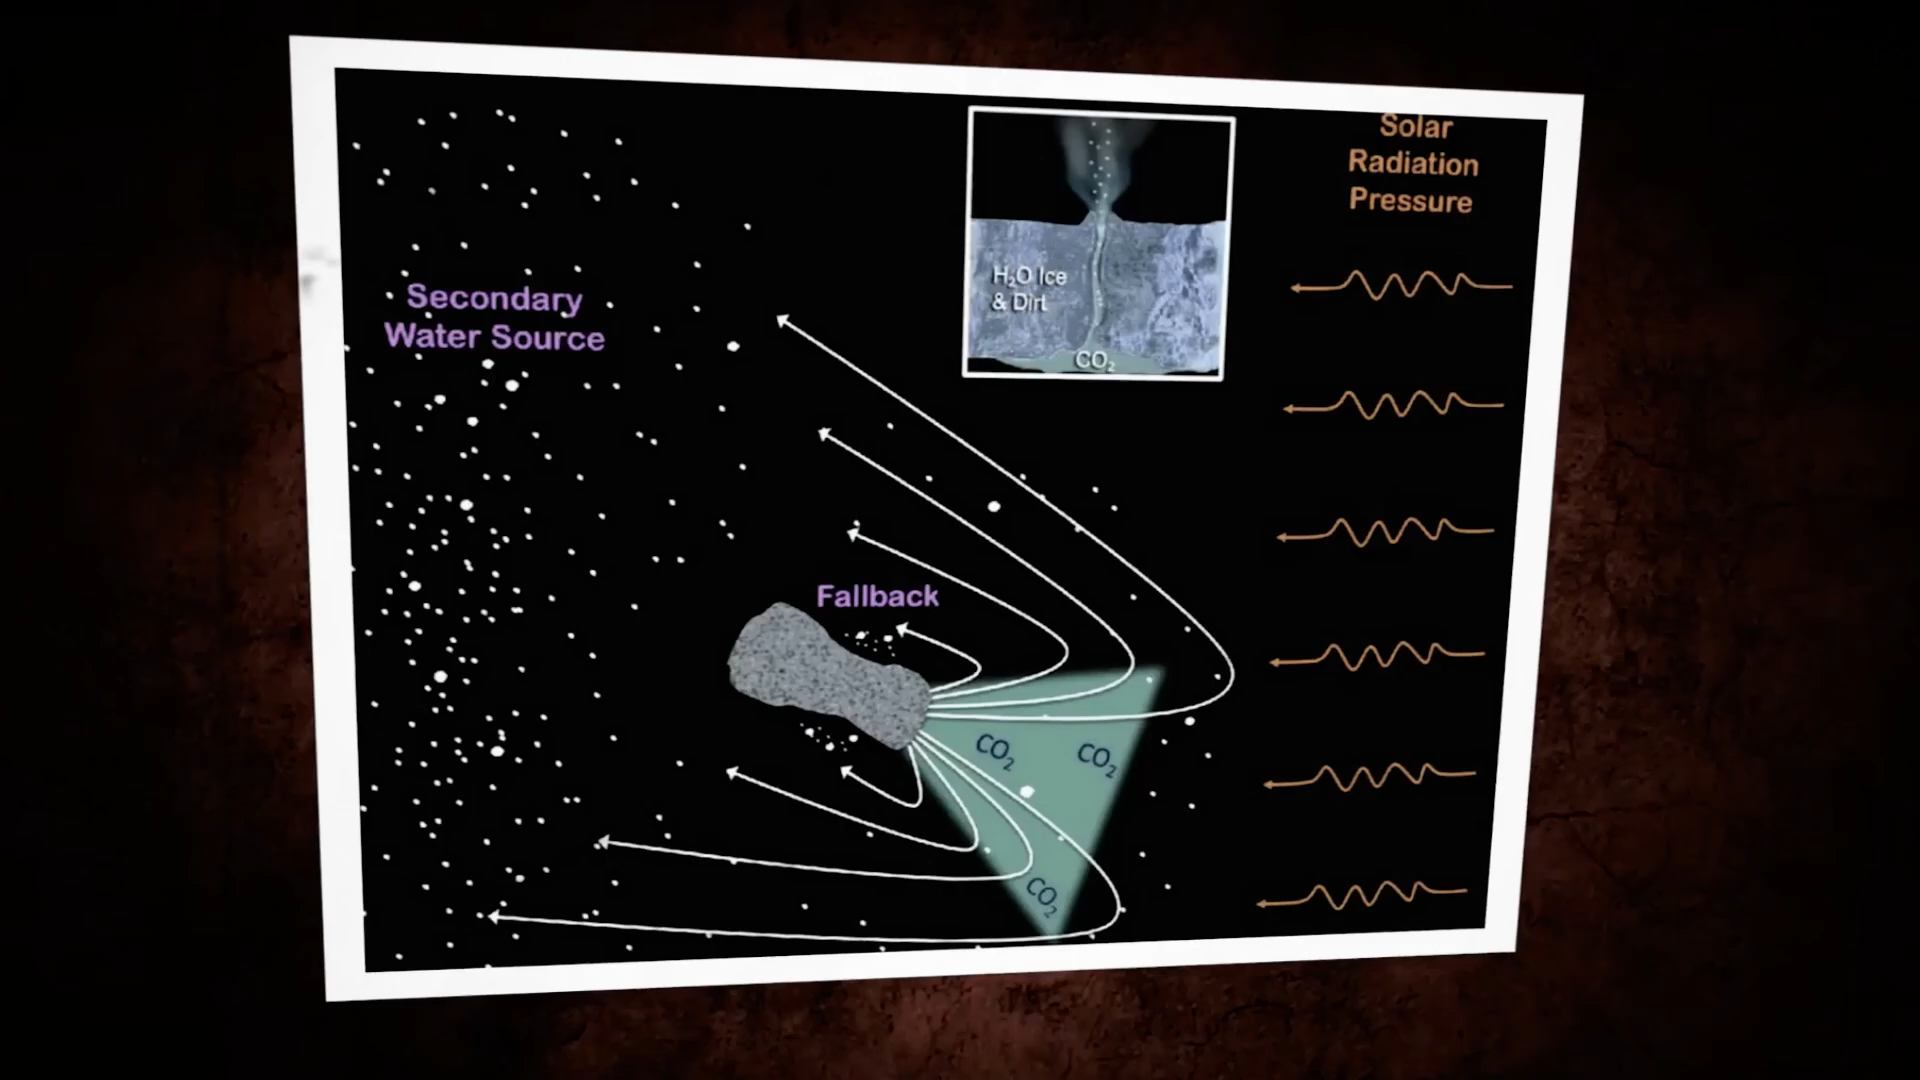 Solar
Radiation
Pressure
H₂O Ice
& Dirt
CO₂
Secondary
Water Source
Fallback
CO₂
CO₂
CO₂